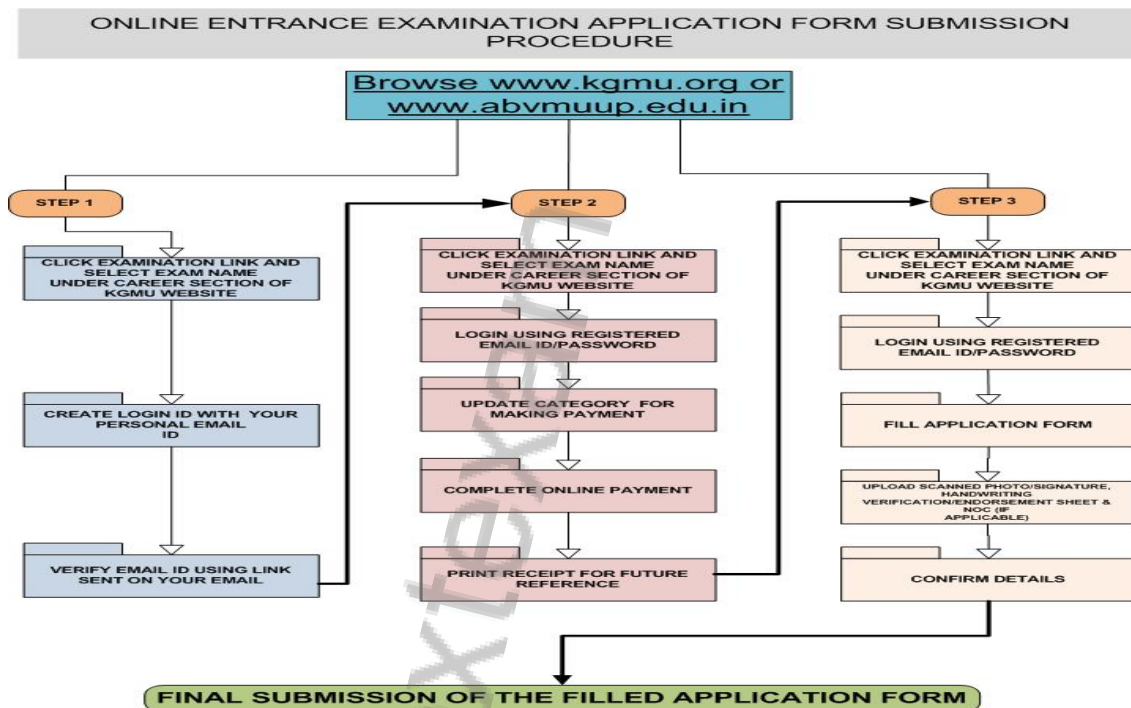 ONLINE ENTRANCE EXAMINATION APPLICATION FORM SUBMISSION
PROCEDURE
Browse www.kgmu.org or
www.abvmuup.edu.in
STEP 1
CLICK EXAMINATION LINK AND
SELECT EXAM NAME
UNDER CAREER SECTION OF
KGMU WEBSITE
CREATE LOGIN ID WITH YOUR
PERSONAL EMAIL
ID
VERIFY EMAIL ID USING LINK
SENT ON YOUR EMAIL
STEP 2
CLICK EXAMINATION LINK AND
SELECT EXAM NAME
UNDER CAREER SECTION OF
KGMU WEBSITE
LOGIN USING REGISTERED
EMAIL ID/PASSWORD
UPDATE CATEGORY FOR
MAKING PAYMENT
COMPLETE ONLINE PAYMENT
PRINT RECEIPT FOR FUTURE
REFERENCE
STEP 3
CLICK EXAMINATION LINK AND
SELECT EXAM NAME
UNDER CAREER SECTION OF
KGMU WEBSITE
LOGIN USING REGISTERED
EMAIL ID/PASSWORD
FILL APPLICATION FORM
UPLOAD SCANNED PHOTO/SIGNATURE,
HANDWRITING
VERIFICATION/ENDORSEMENT SHEET &
NOC (IF
APPLICABLE)
CONFIRM DETAILS
FINAL SUBMISSION OF THE FILLED APPLICATION FORM